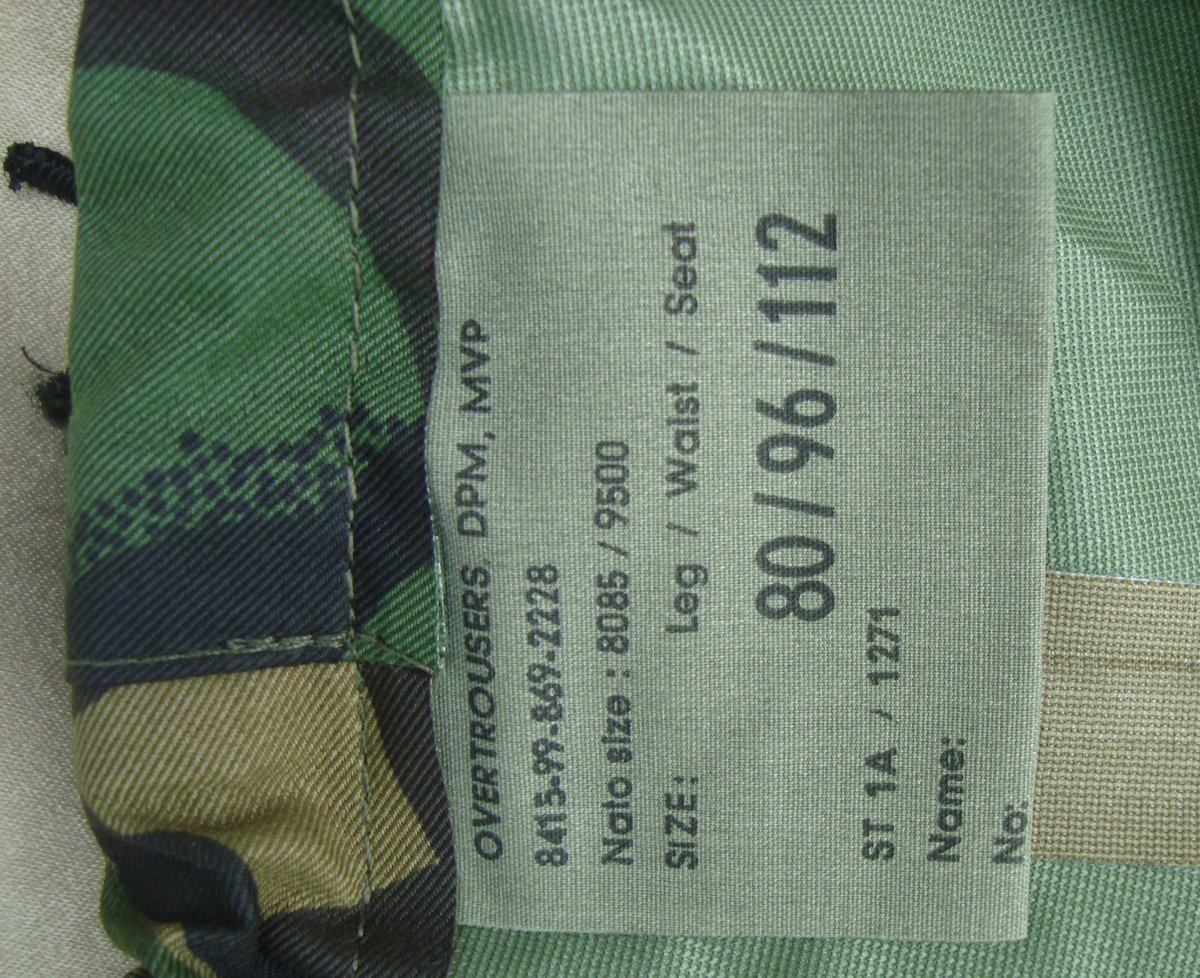 OVERTROUSERS, DPM, MVP
8415-99-869-2228
Nato size : 8085 / 9500
SIZE: Leg / Waist / Seat
80/96/112
ST 1A / 1271
Name:
No: